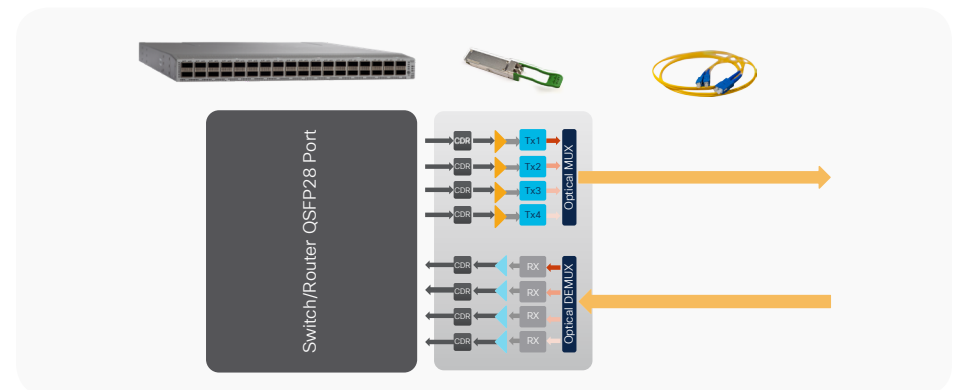 Switch/Router QSFP28 Port
CDR
Tx1
CDR
Tx2
CDR
Tx3
CDR
Tx4
Optical MUX
CDR
RX
CDR
RX
CDR
RX
CDR
RX
Optical DEMUX